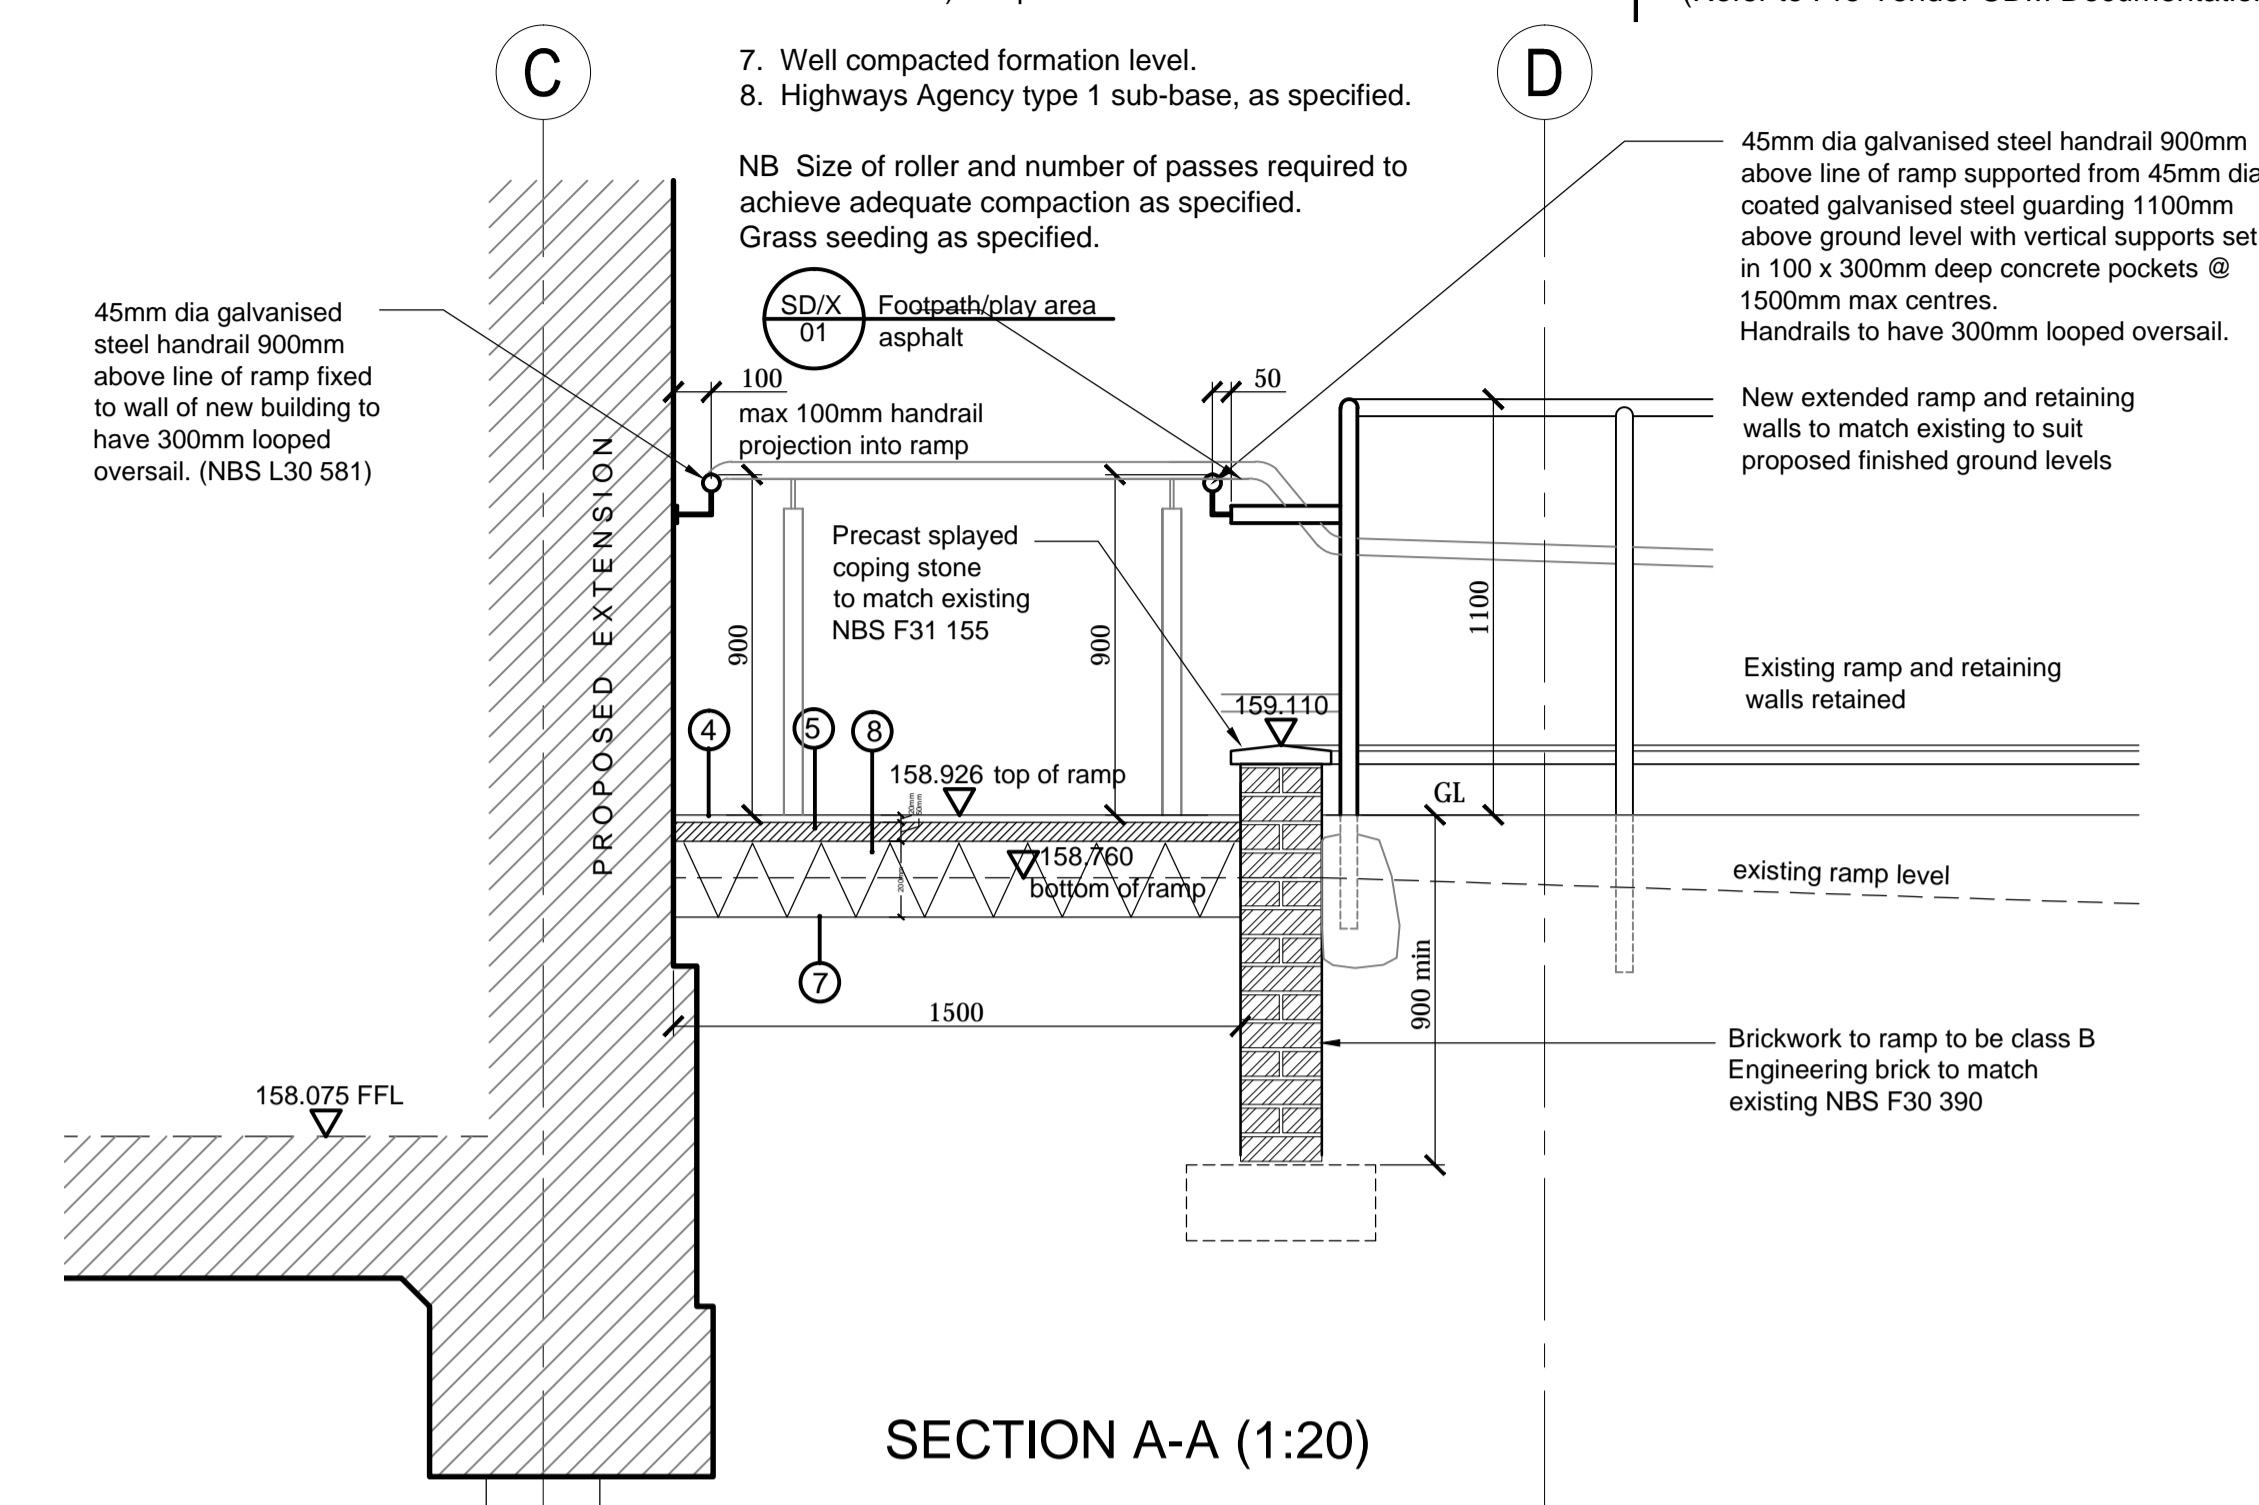 C
7. Well compacted formation level.
8. Highways Agency type 1 sub-base, as specified.
NB Size of roller and number of passes required to
achieve adequate compaction as specified.
Grass seeding as specified.
D
SD/X
01
Footpath/play area
asphalt
45mm dia galvanised steel handrail 900mm
above line of ramp supported from 45mm dia
coated galvanised steel guarding 1100mm
above ground level with vertical supports set
in 100 x 300mm deep concrete pockets @
1500mm max centres.
Handrails to have 300mm looped oversail.
New extended ramp and retaining
walls to match existing to suit
proposed finished ground levels
45mm dia galvanised
steel handrail 900mm
above line of ramp fixed
to wall of new building to
have 300mm looped
oversail. (NBS L30 581)
100
max 100mm handrail
projection into ramp
50
PROPOSED EXTENSION
Precast splayed
coping stone
to match existing
NBS F31 155
900
900
1100
Existing ramp and retaining
walls retained
159.110
4
5
8
158.926 top of ramp
20mm
50mm
GL
158.760
bottom of ramp
200mm
existing ramp level
7
1500
900 min
Brickwork to ramp to be class B
Engineering brick to match
existing NBS F30 390
158.075 FFL
SECTION A-A (1:20)